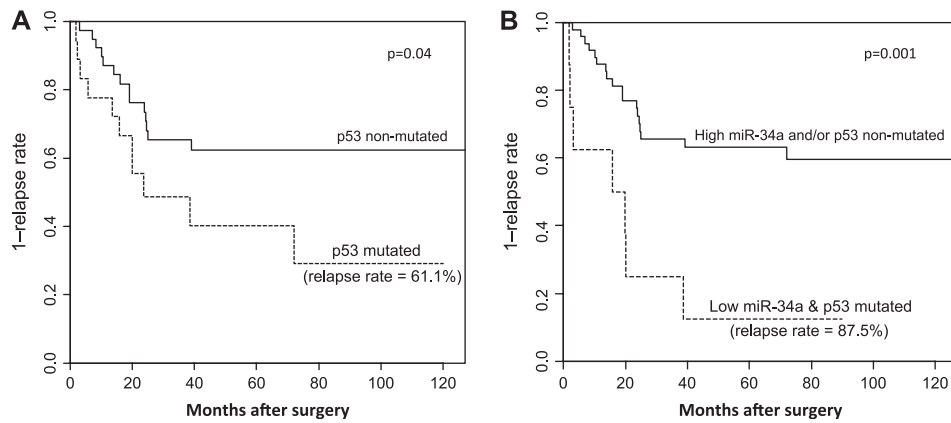 A
p=0.04
p53 non-mutated
p53 mutated
(relapse rate = 61.1%)
1–relapse rate
0.0
0.2
0.4
0.6
0.8
1.0
0 20 40 60 80 100 120
Months after surgery
B
p=0.001
High miR-34a and/or p53 non-mutated
Low miR-34a & p53 mutated
(relapse rate = 87.5%)
1–relapse rate
0.0
0.2
0.4
0.6
0.8
1.0
0 20 40 60 80 100 120
Months after surgery